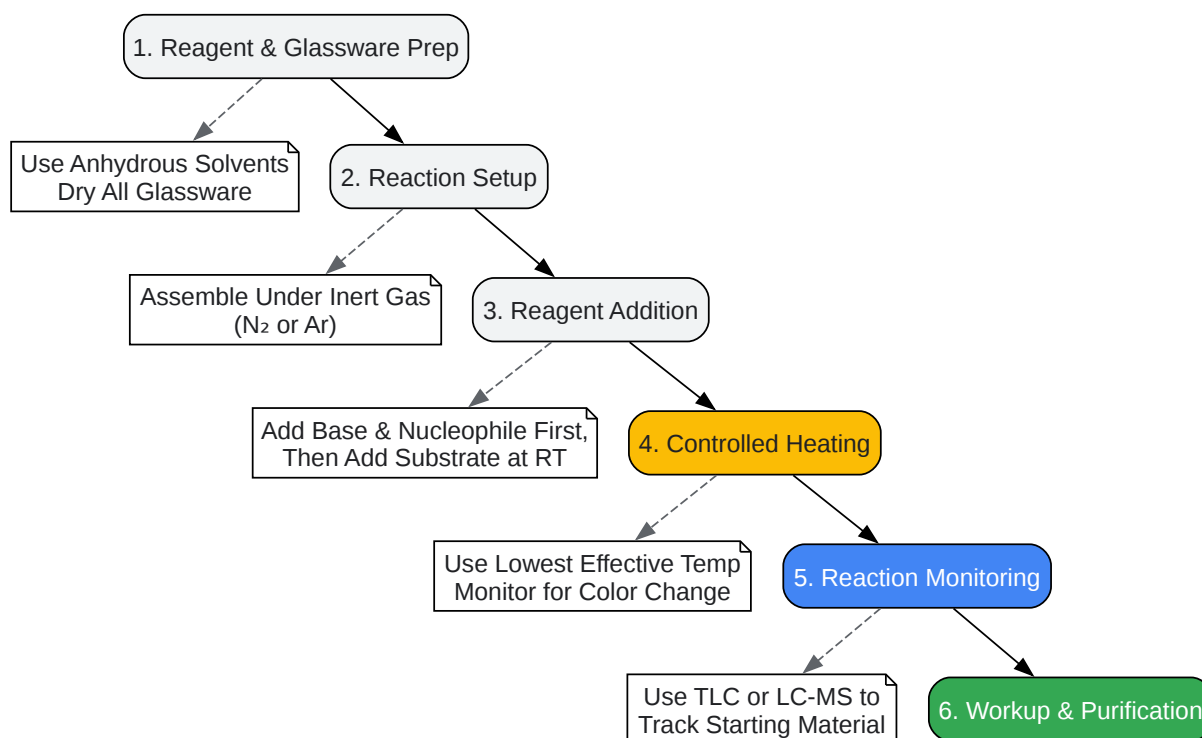 1. Reagent & Glassware Prep
Use Anhydrous Solvents
Dry All Glassware
2. Reaction Setup
Assemble Under Inert Gas
(N₂ or Ar)
3. Reagent Addition
Add Base & Nucleophile First,
Then Add Substrate at RT
4. Controlled Heating
Use Lowest Effective Temp
Monitor for Color Change
5. Reaction Monitoring
Use TLC or LC-MS to
Track Starting Material
6. Workup & Purification